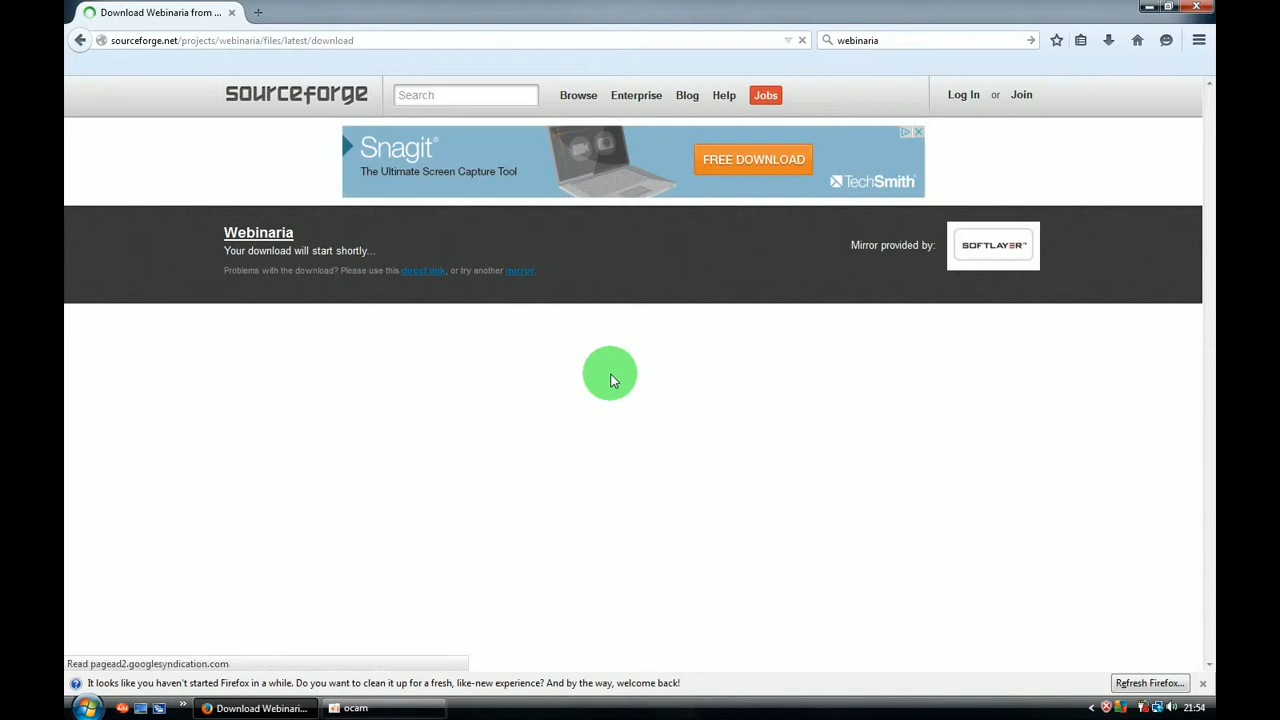 Download Webinaria from ...
sourceforge.net/projects/webinaria/files/latest/download
webinaria
sourceforge
Search
Browse
Enterprise
Blog
Help
Jobs
Log In or Join
Snagit®
The Ultimate Screen Capture Tool
FREE DOWNLOAD
TechSmith
Webinaria
Your download will start shortly...
Problems with the download? Please use this direct link, or try another mirror.
Mirror provided by:
SOFTLAYER™
Read pagead2.googlesyndication.com
It looks like you haven't started Firefox in a while. Do you want to clean it up for a fresh, like-new experience? And by the way, welcome back!
Refresh Firefox...
Download Webinari...
ocam
21:54